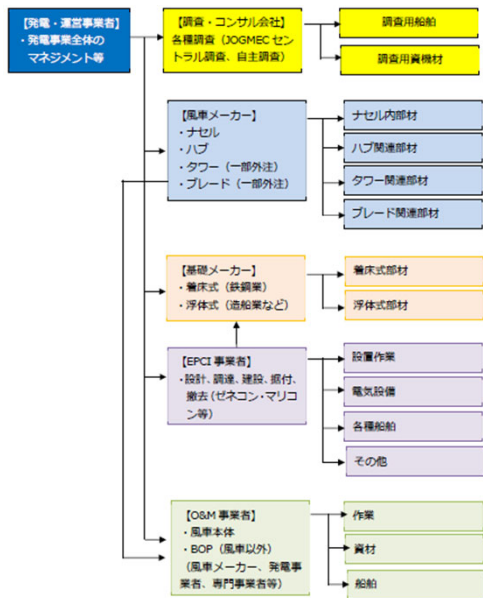 【発電・運営事業者】
・発電事業全体の
マネジメント等
【調査・コンサル会社】
各種調査（JOGMEC セン
トラル調査、自主調査）
調査用船舶
調査用資機材
【風車メーカー】
・ナセル
・ハブ
・タワー（一部外注）
・ブレード（一部外注）
ナセル内部材
ハブ関連部材
タワー関連部材
ブレード関連部材
【基礎メーカー】
・着床式（鉄鋼業）
・浮体式（造船業など）
着床式部材
浮体式部材
【EPCI 事業者】
・設計、調達、建設、据付、
撤去（ゼネコン・マリコ
ン等）
設置作業
電気設備
各種船舶
その他
【O&M 事業者】
・風車本体
・BOP（風車以外）
（風車メーカー、発電事
業者、専門事業者等）
作業
資材
船舶